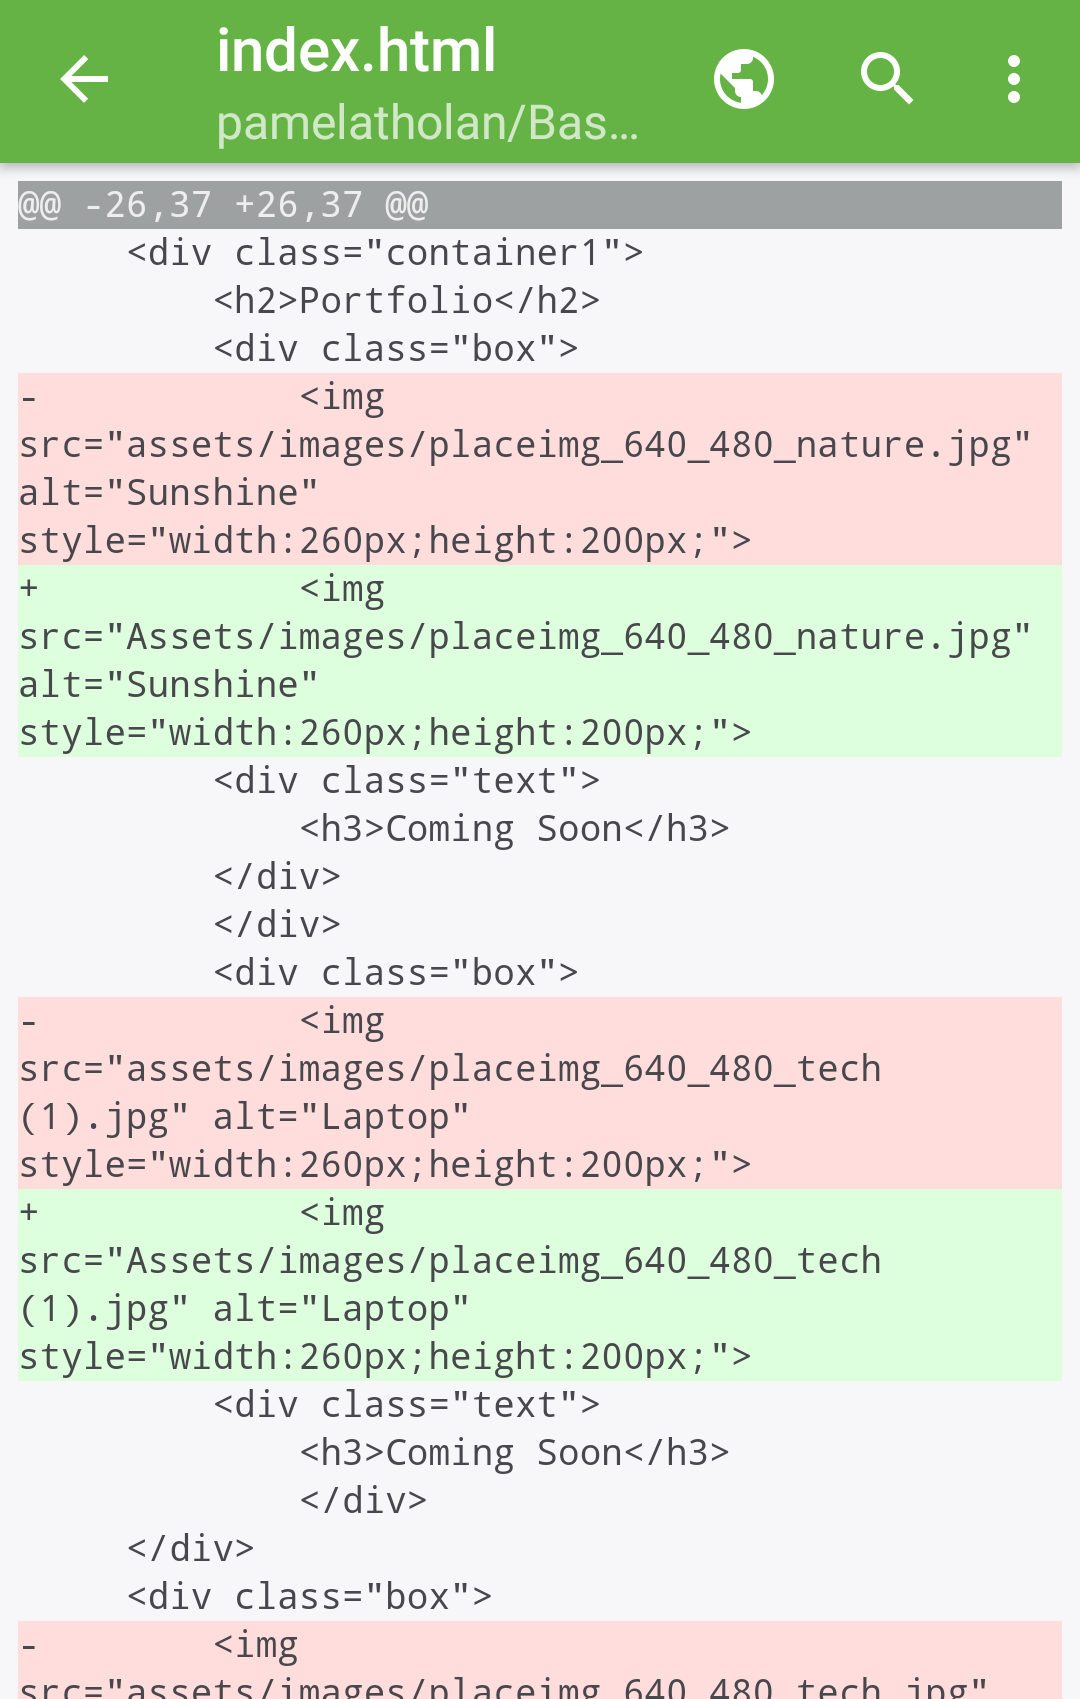 index.html
pamelatholan/Bas...
@@ -26,37 +26,37 @@
<div class="container1">
<h2>Portfolio</h2>
<div class="box">
- <img
src="assets/images/placeimg_640_480_nature.jpg"
alt="Sunshine"
style="width:260px;height:200px;">
+ <img
src="Assets/images/placeimg_640_480_nature.jpg"
alt="Sunshine"
style="width:260px;height:200px;">
<div class="text">
<h3>Coming Soon</h3>
</div>
</div>
<div class="box">
- <img
src="assets/images/placeimg_640_480_tech
(1).jpg" alt="Laptop"
style="width:260px;height:200px;">
+ <img
src="Assets/images/placeimg_640_480_tech
(1).jpg" alt="Laptop"
style="width:260px;height:200px;">
<div class="text">
<h3>Coming Soon</h3>
</div>
</div>
<div class="box">
- <img
src="assets/images/placeimg_640_480_tech.jpg"